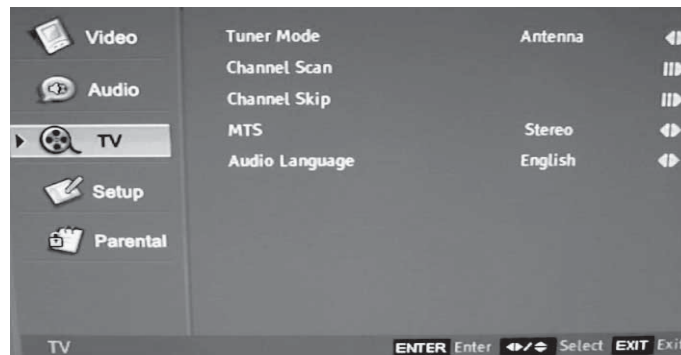 Video
Audio
TV
Setup
Parental
Tuner Mode Antenna
Channel Scan
Channel Skip
MTS Stereo
Audio Language English
TV ENTER Enter Select EXIT Exit